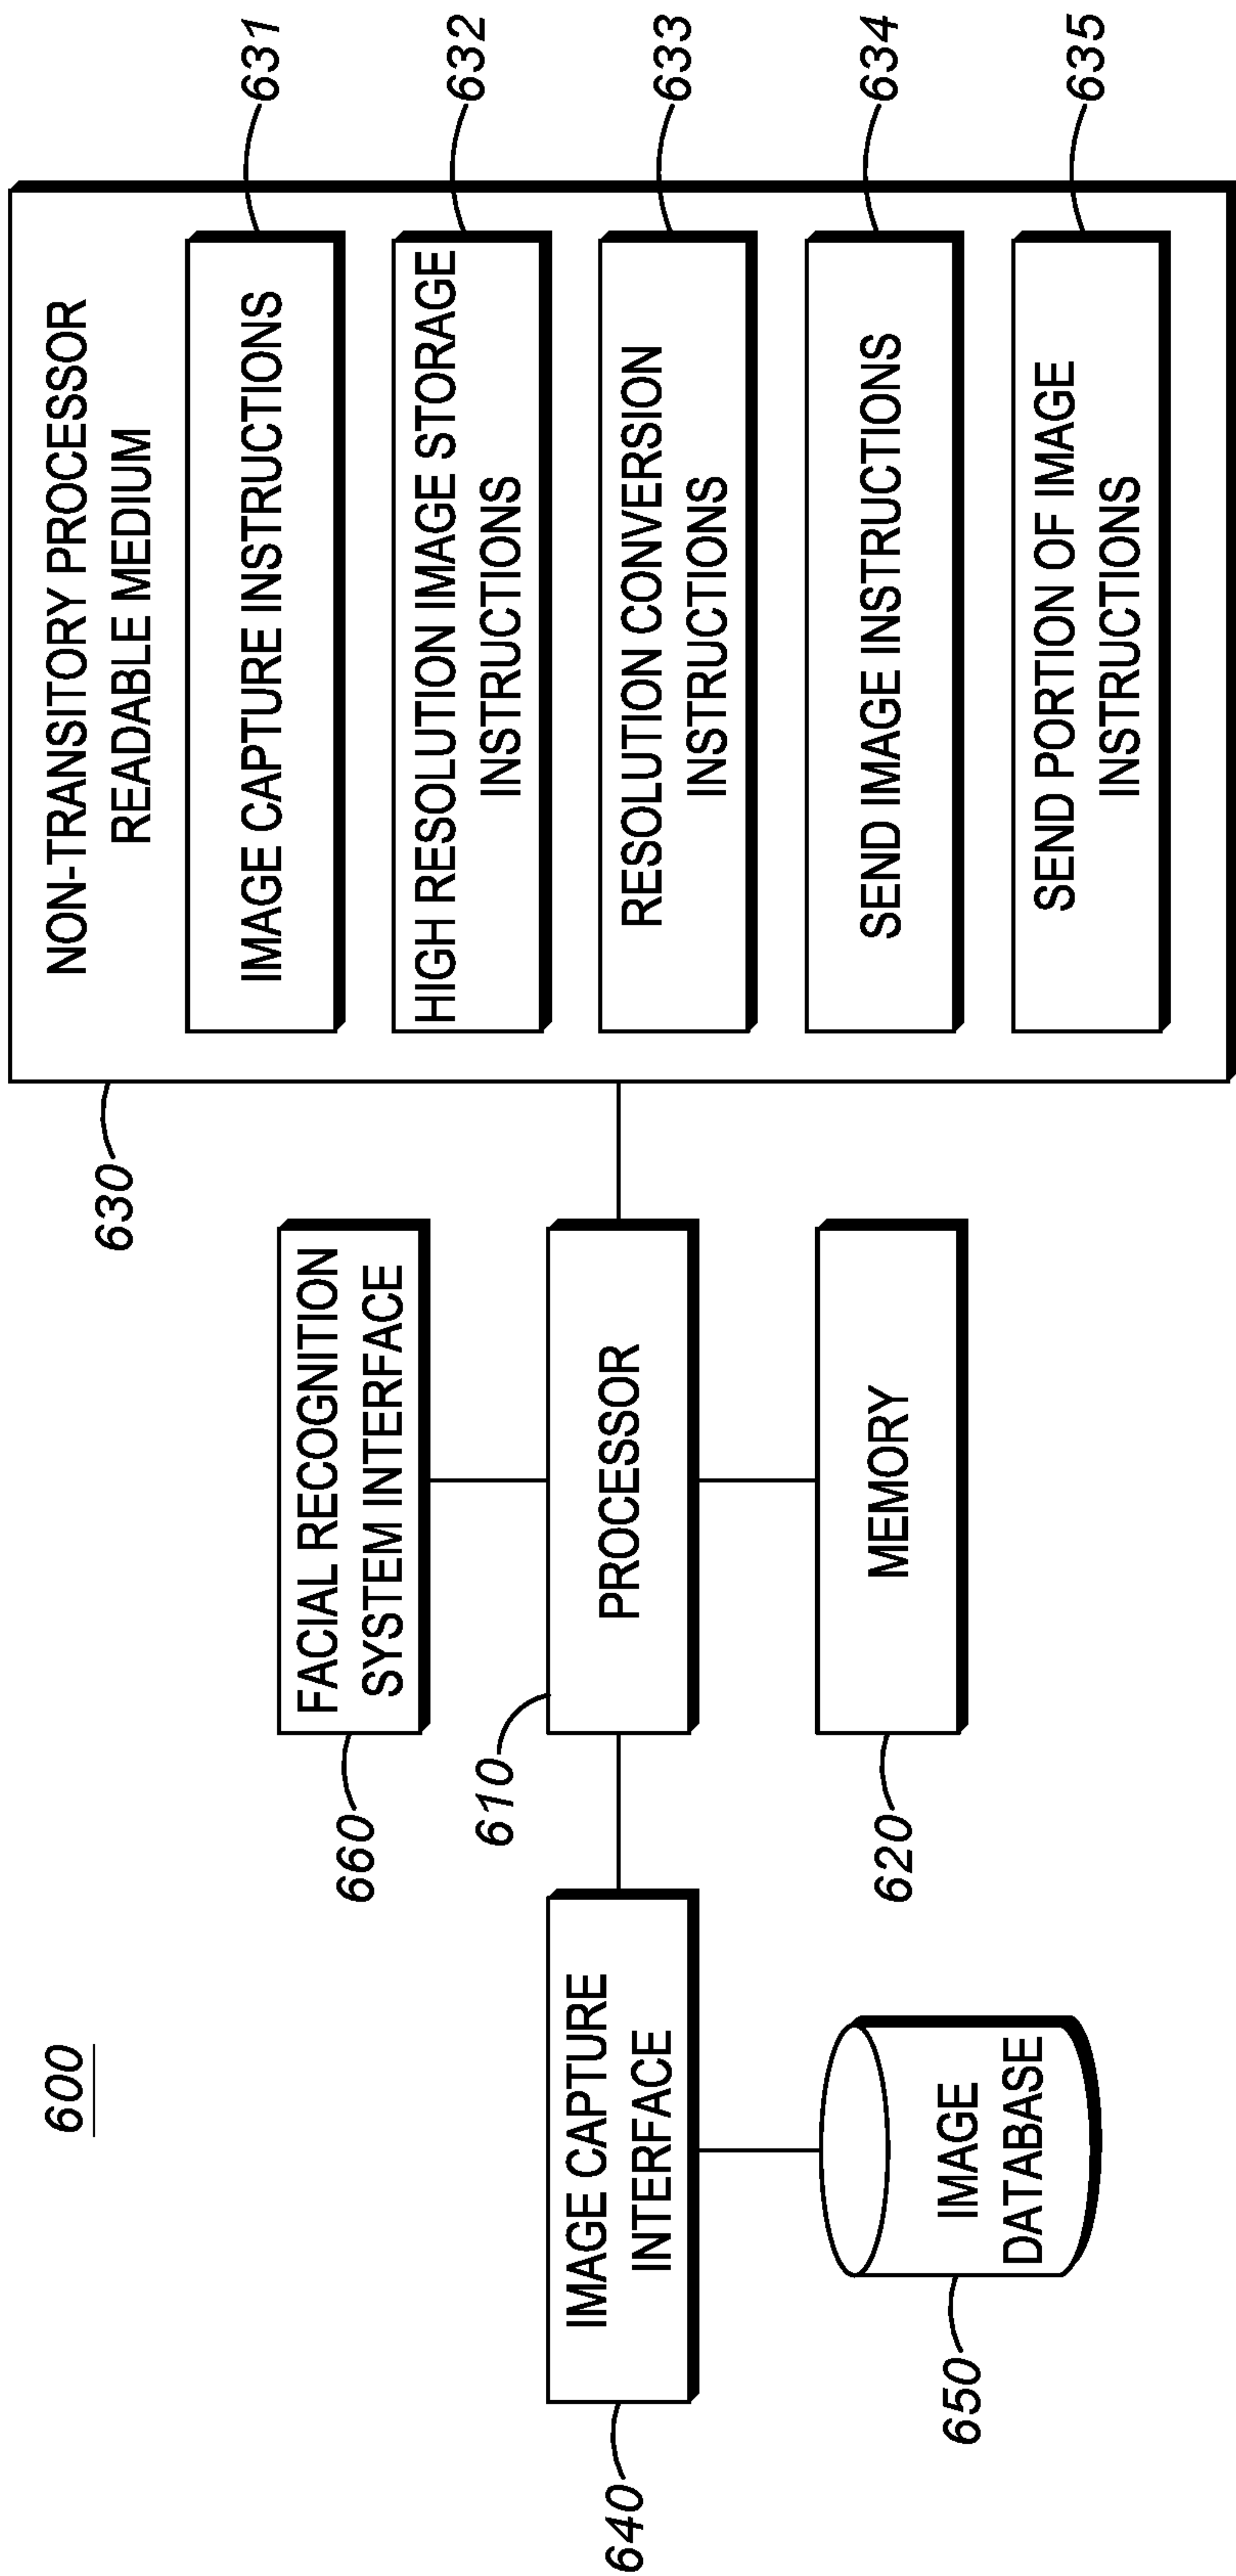 600
NON-TRANSITORY PROCESSOR
READABLE MEDIUM
630
IMAGE CAPTURE INSTRUCTIONS
631
HIGH RESOLUTION IMAGE STORAGE
INSTRUCTIONS
632
RESOLUTION CONVERSION
INSTRUCTIONS
633
SEND IMAGE INSTRUCTIONS
634
SEND PORTION OF IMAGE
INSTRUCTIONS
635
660
FACIAL RECOGNITION
SYSTEM INTERFACE
610
PROCESSOR
620
MEMORY
640
IMAGE CAPTURE
INTERFACE
650
IMAGE
DATABASE